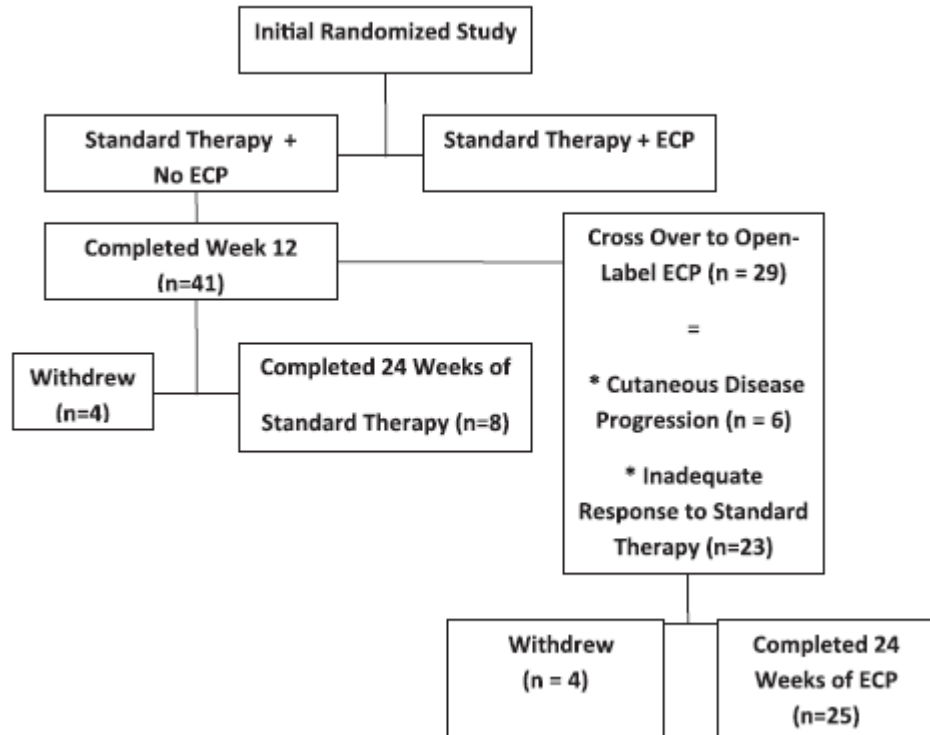 Initial Randomized Study
Standard Therapy +
No ECP
Standard Therapy + ECP
Completed Week 12
(n=41)
Cross Over to Open-
Label ECP (n = 29)
=
* Cutaneous Disease
Progression (n = 6)
* Inadequate
Response to Standard
Therapy (n=23)
Withdrew
(n=4)
Completed 24 Weeks of
Standard Therapy (n=8)
Withdrew
(n = 4)
Completed 24
Weeks of ECP
(n=25)